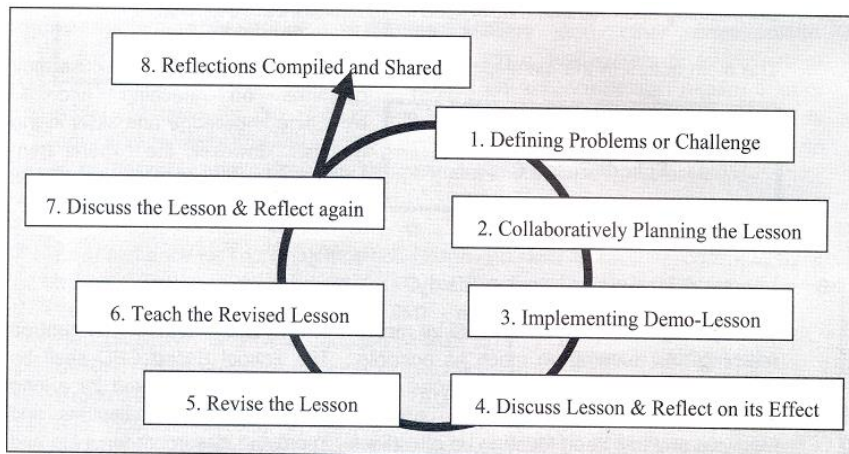 8. Reflections Compiled and Shared
1. Defining Problems or Challenge
7. Discuss the Lesson & Reflect again
2. Collaboratively Planning the Lesson
6. Teach the Revised Lesson
3. Implementing Demo-Lesson
5. Revise the Lesson
4. Discuss Lesson & Reflect on its Effect